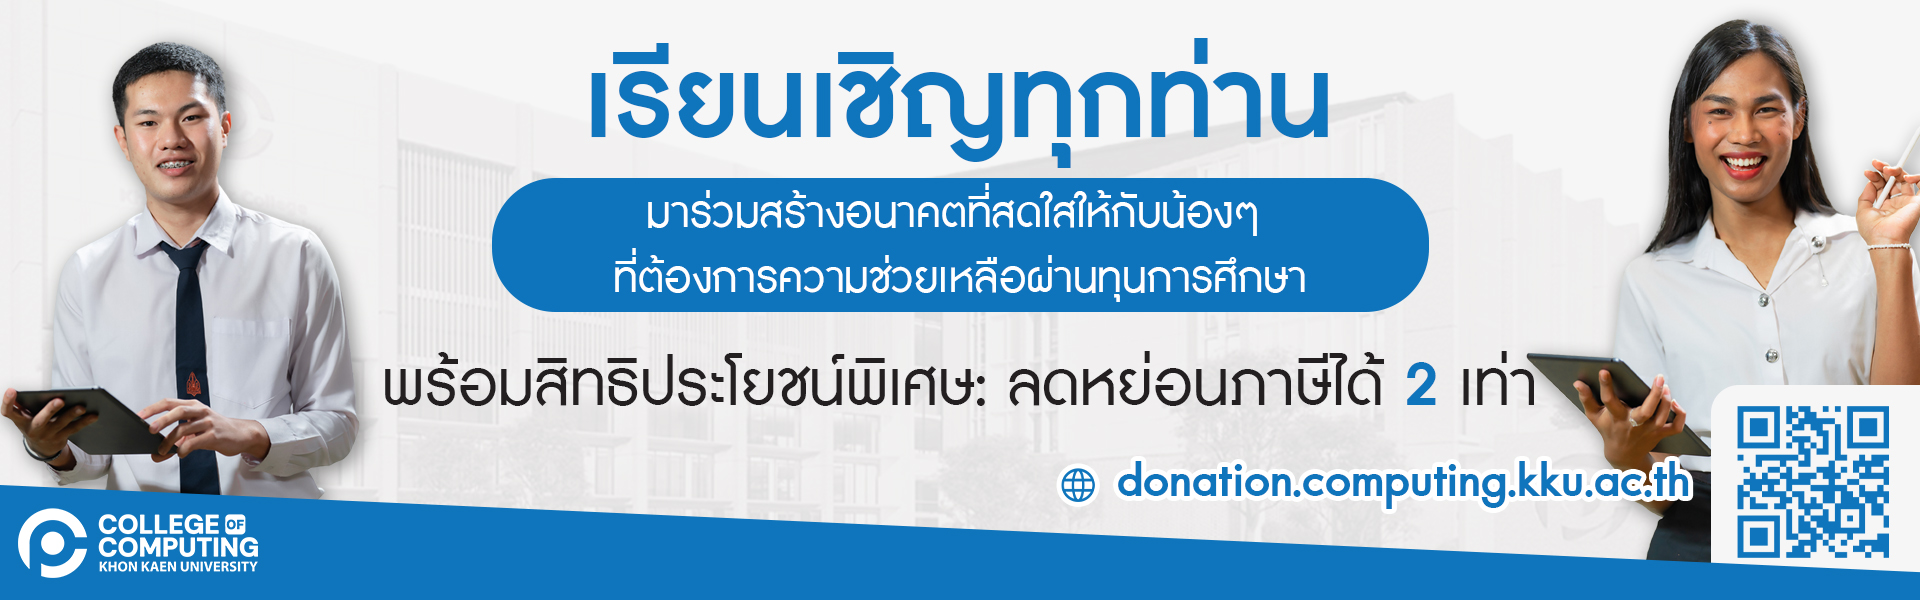 เรียนเชิญทุกท่าน
มาร่วมสร้างอนาคตที่สดใสให้กับน้องๆ
ที่ต้องการความช่วยเหลือผ่านทุนการศึกษา
พร้อมสิทธิประโยชน์พิเศษ: ลดหย่อนภาษีได้ 2 เท่า
donation.computing.kku.ac.th
COLLEGE OF
COMPUTING
KHON KAEN UNIVERSITY